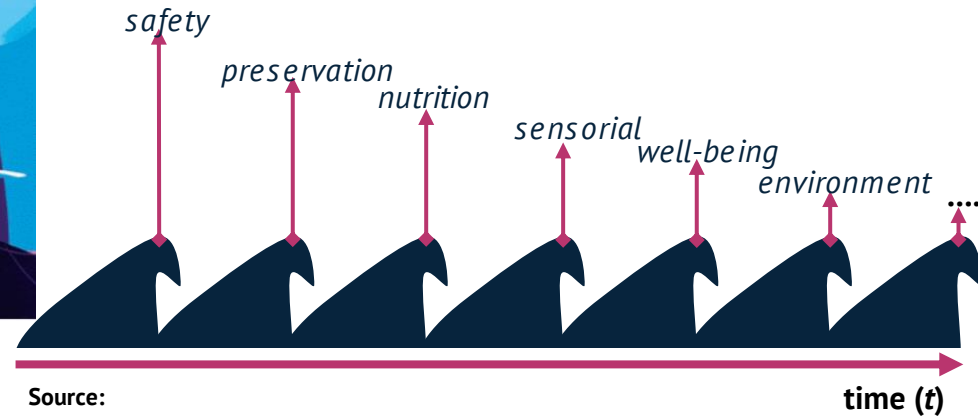 safety
preservation
nutrition
sensorial
well-being
environment
....
Source:
time (t)